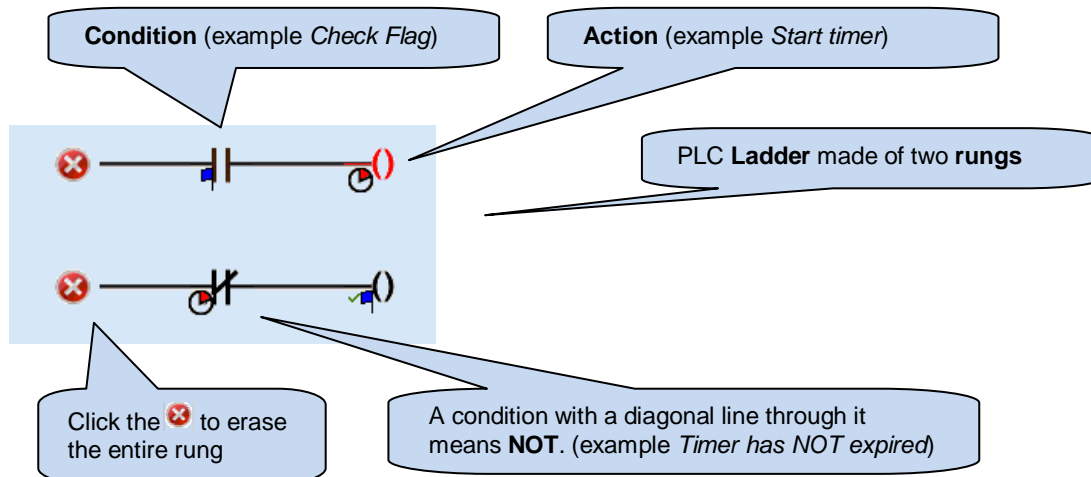 Condition (example Check Flag)
Action (example Start timer)
PLC Ladder made of two rungs
Click the to erase
the entire rung
A condition with a diagonal line through it
means NOT. (example Timer has NOT expired)